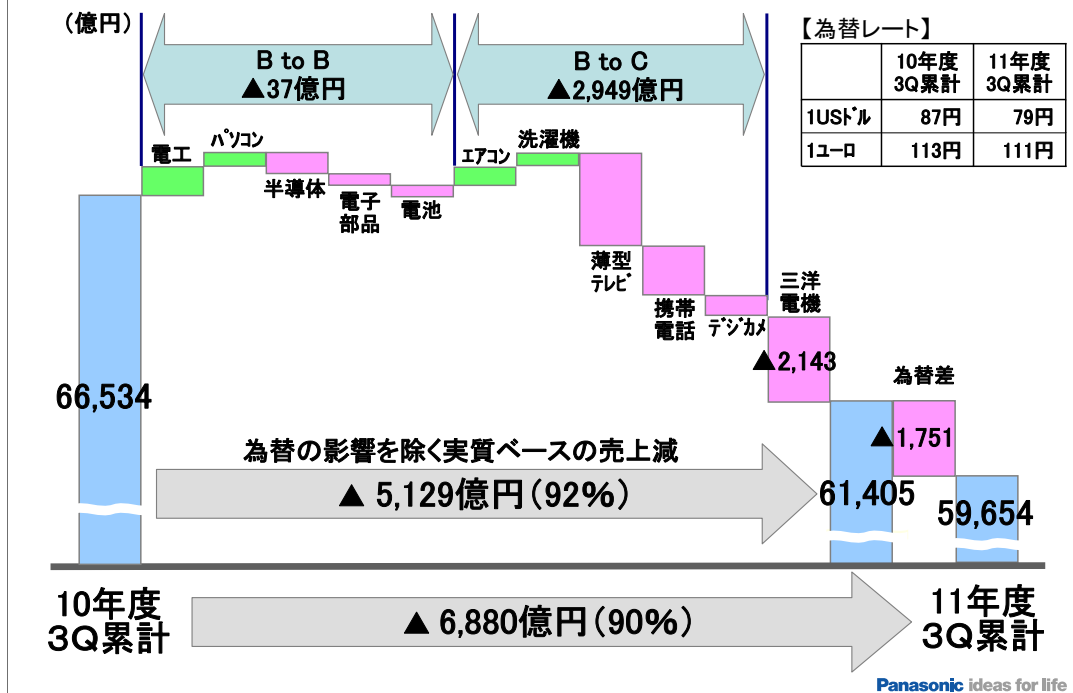 (億円)
B to B
▲37億円
B to C
▲2,949億円
【為替レート】
10年度 11年度
3Q累計 3Q累計
1USドル 87円 79円
1ユーロ 113円 111円
電工
パソコン
半導体
電子
部品
電池
エアコン
洗濯機
薄型
テレビ
携帯
電話
デジカメ
三洋
電機
▲2,143
66,534
為替差
▲1,751
為替の影響を除く実質ベースの売上減
▲ 5,129億円(92%)
61,405
59,654
10年度
3Q累計
▲ 6,880億円(90%)
11年度
3Q累計
Panasonic ideas for life